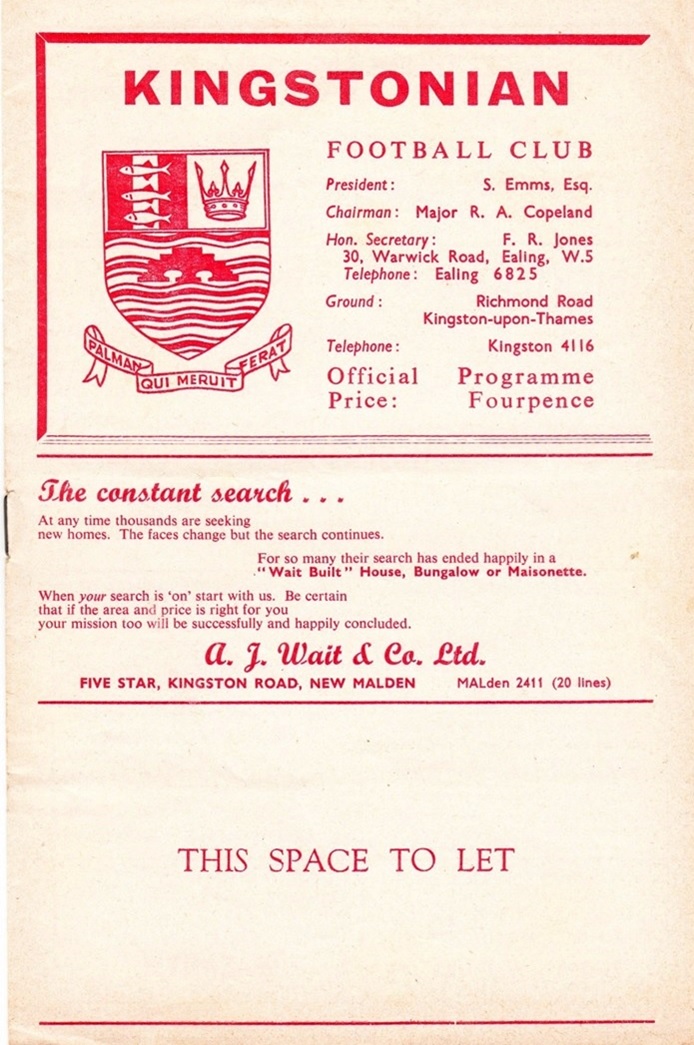 KINGSTONIAN
FOOTBALL CLUB
President: S. Emms, Esq.
Chairman: Major R. A. Copeland
Hon. Secretary: F. R. Jones
30, Warwick Road, Ealing, W.5
Telephone: Ealing 6825
Ground: Richmond Road
Kingston-upon-Thames
Telephone: Kingston 4116
Official Programme
Price: Fourpence
PALMAN QUI MERUIT FERAT
The constant search . . .
At any time thousands are seeking
new homes. The faces change but the search continues.
For so many their search has ended happily in a
"Wait Built" House, Bungalow or Maisonette.
When your search is 'on' start with us. Be certain
that if the area and price is right for you
your mission too will be successfully and happily concluded.
A. J. Wait & Co. Ltd.
FIVE STAR, KINGSTON ROAD, NEW MALDEN MALden 2411 (20 lines)
THIS SPACE TO LET